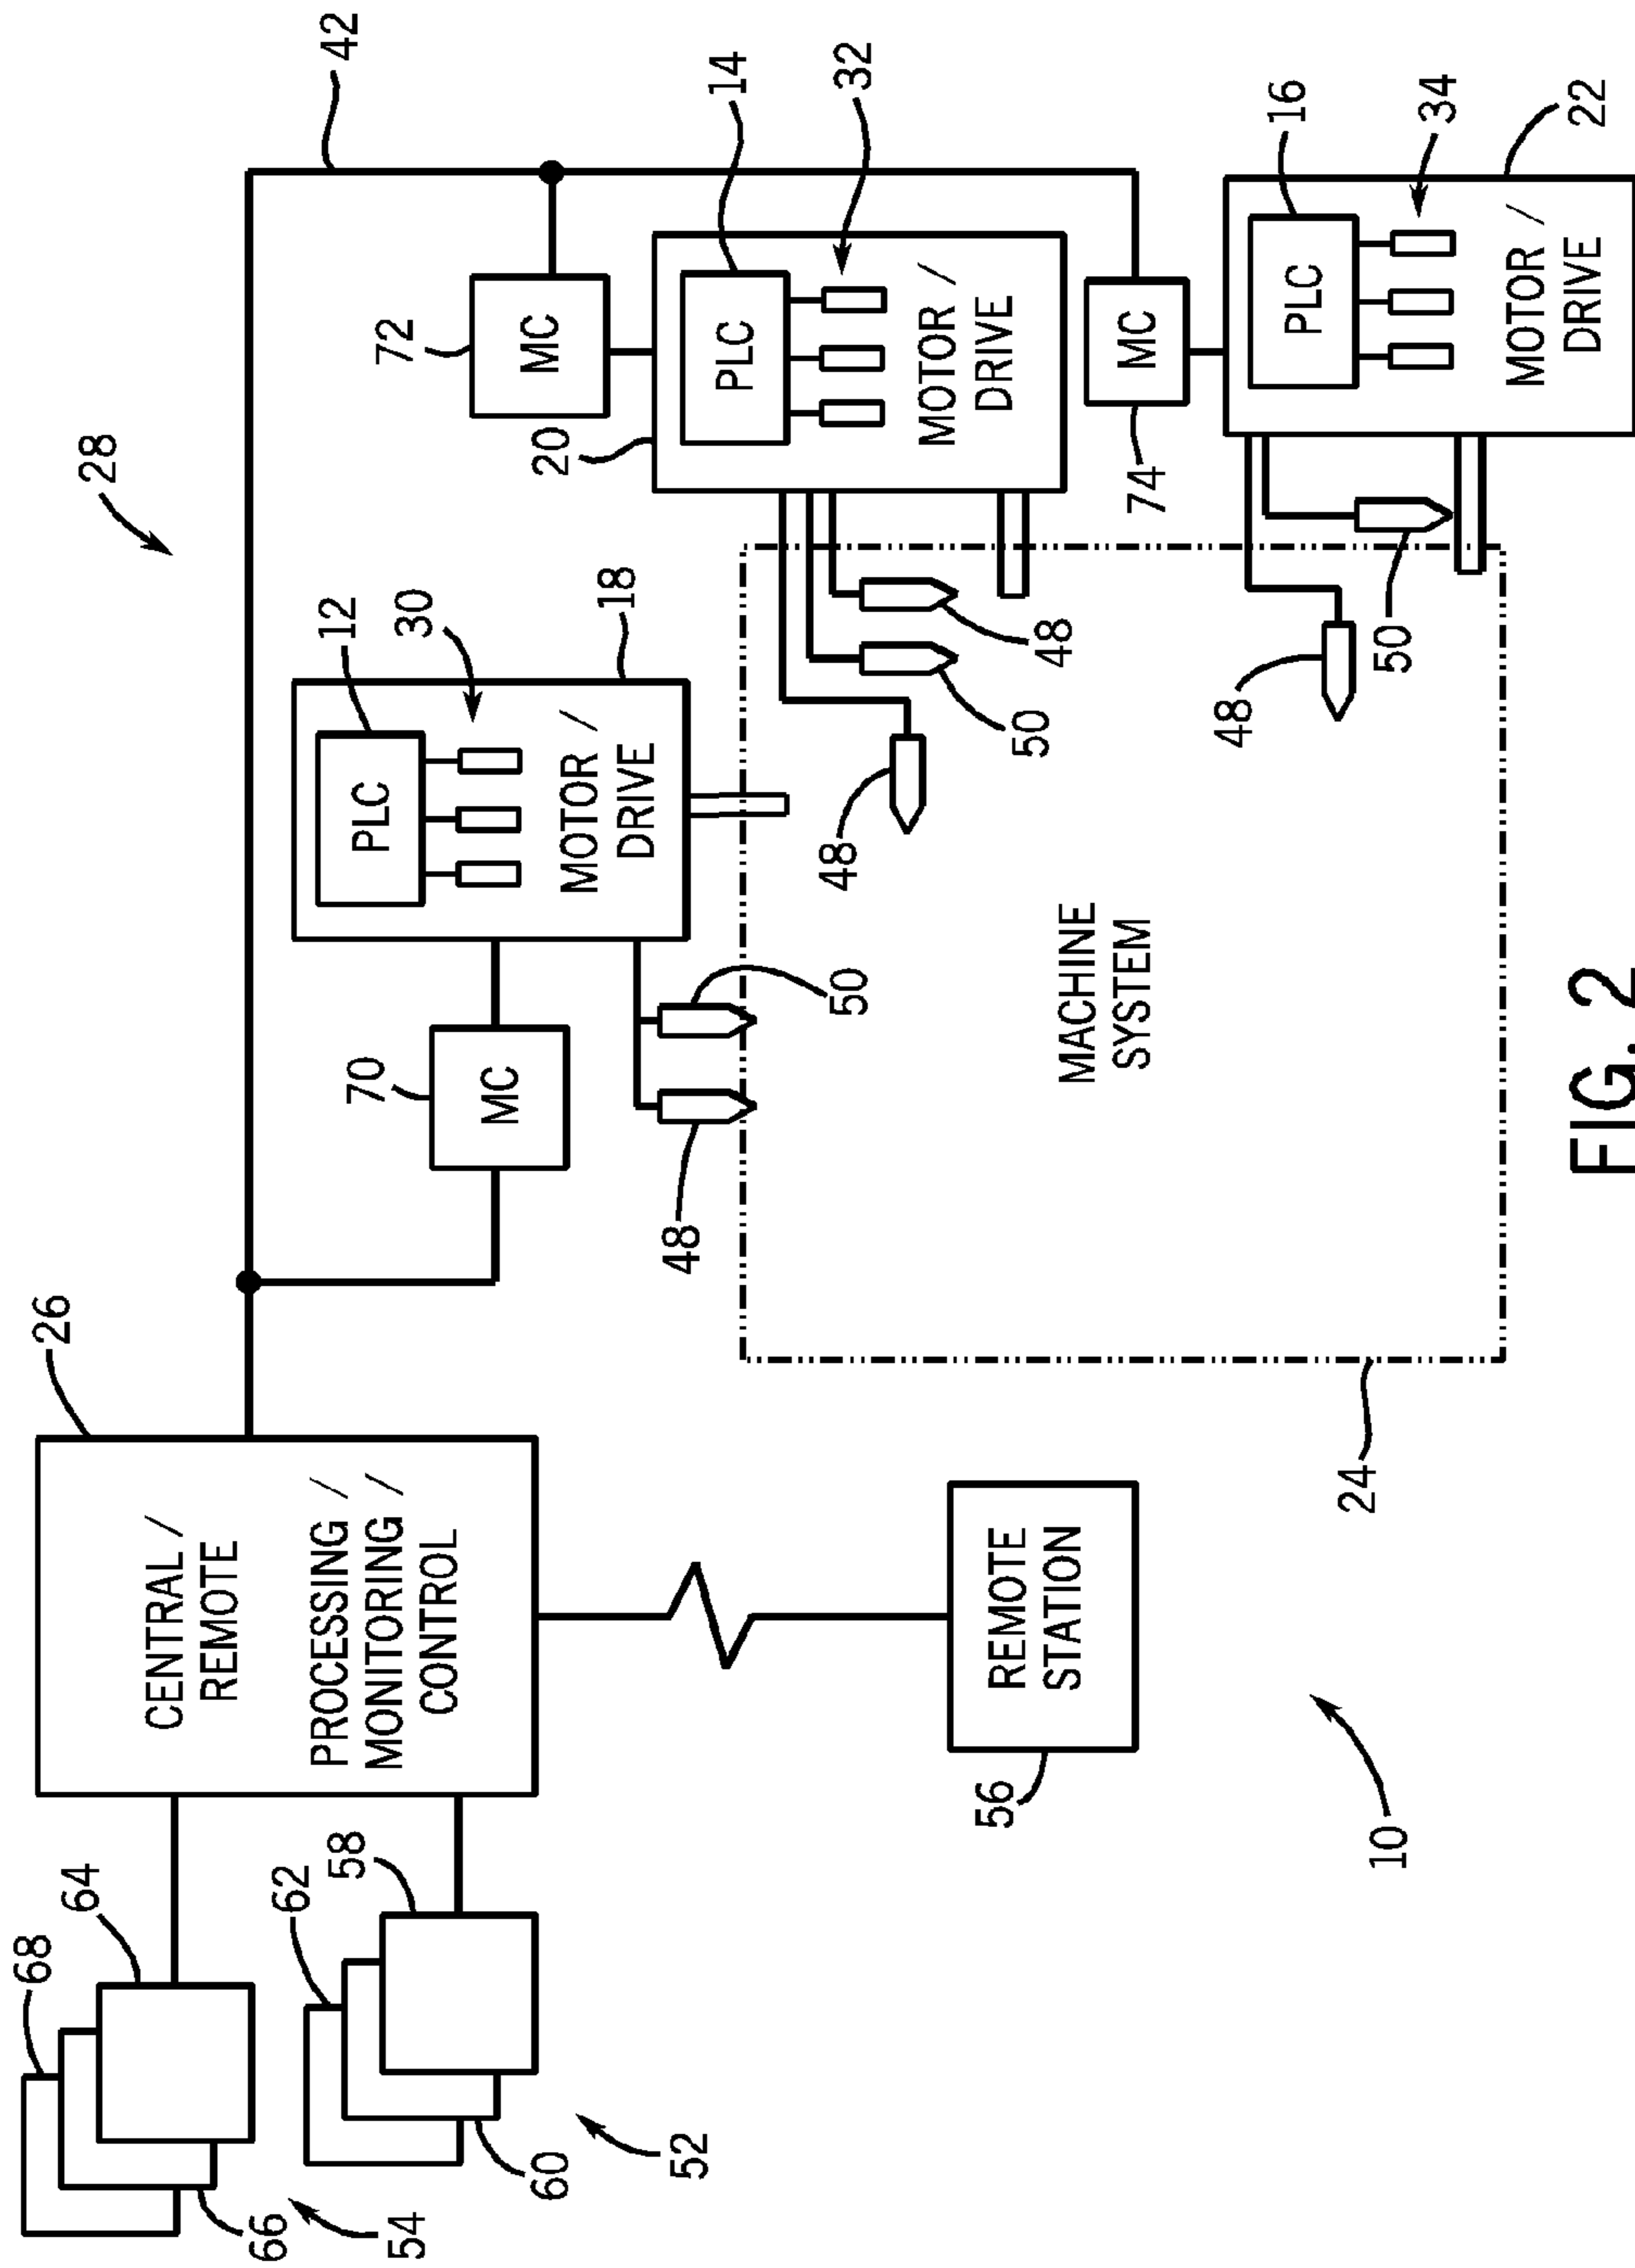 28
42
26
CENTRAL /
REMOTE
PROCESSING /
MONITORING /
CONTROL
68
64
66
54
62
58
60
52
REMOTE
STATION
56
10
70
MC
12
PLC
30
MOTOR /
DRIVE
18
48
50
72
MC
14
PLC
32
MOTOR /
DRIVE
20
48
50
48
74
MC
16
PLC
34
MOTOR /
DRIVE
22
48
50
MACHINE
SYSTEM
24
FIG. 2